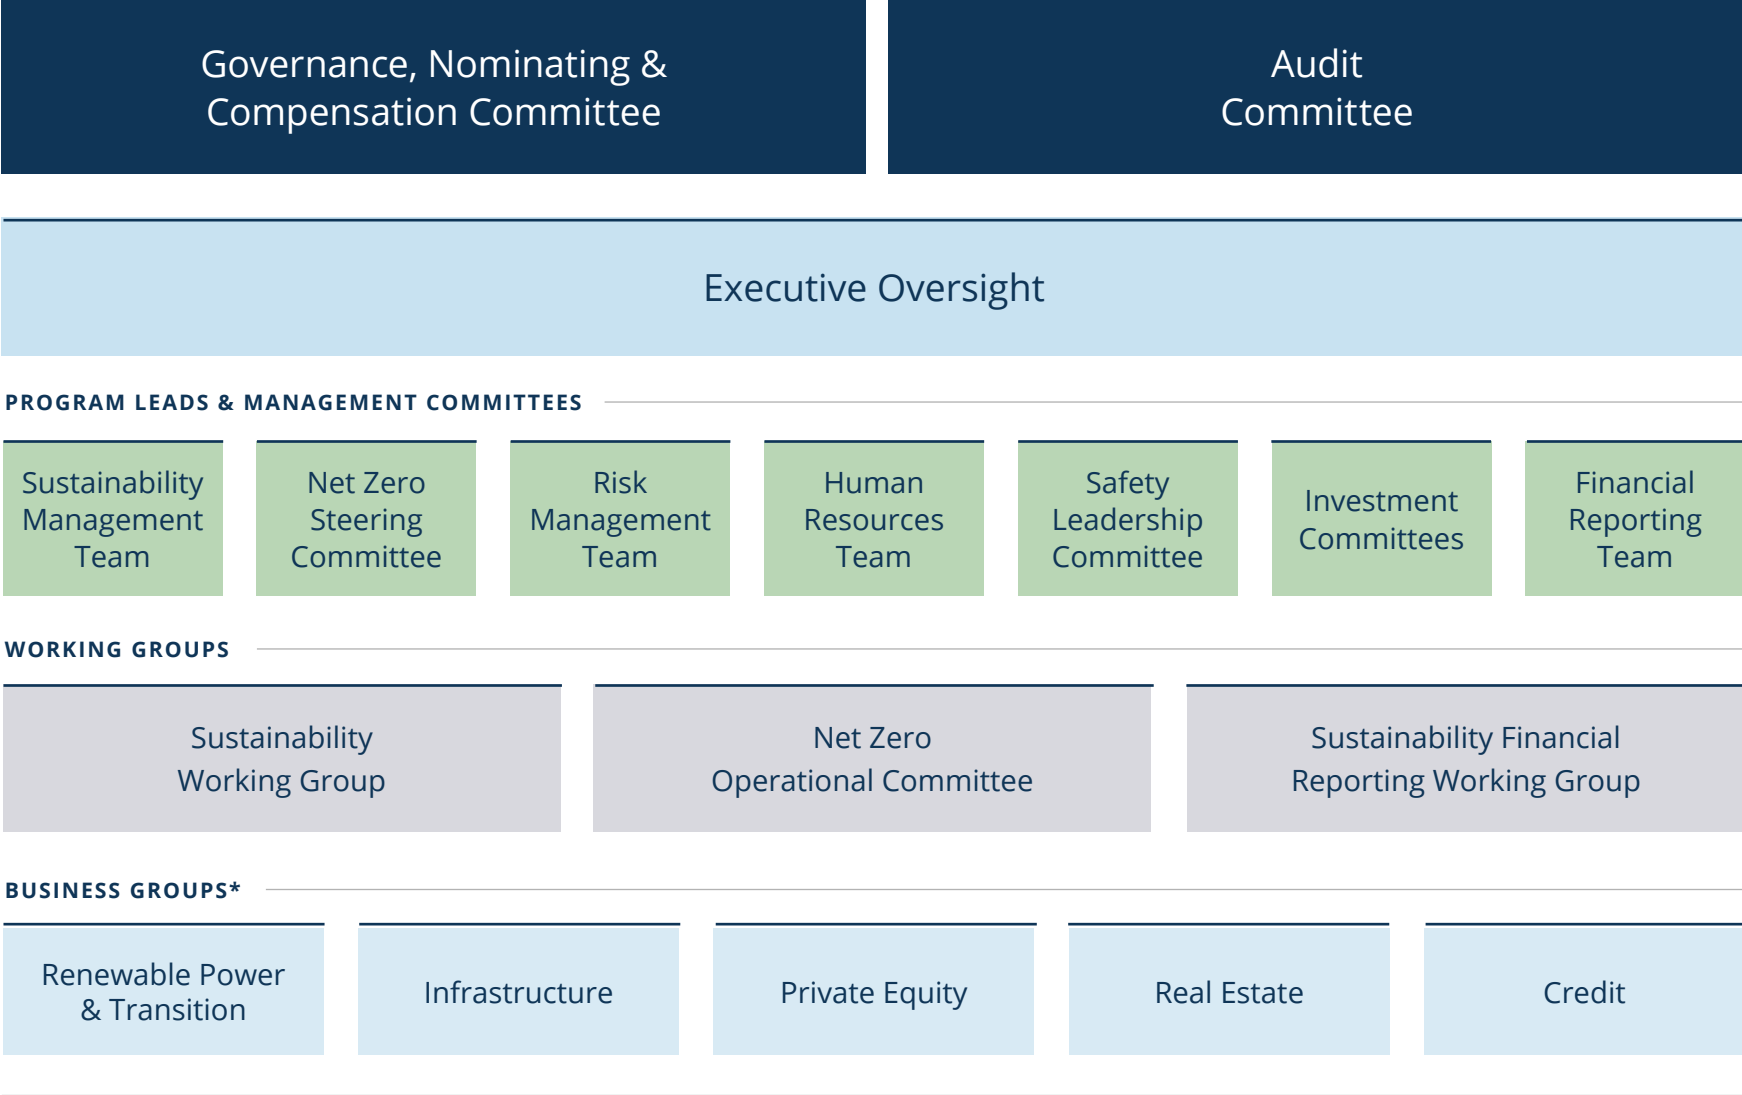 Governance, Nominating &
Compensation Committee
Audit
Committee
Executive Oversight
PROGRAM LEADS & MANAGEMENT COMMITTEES
Sustainability
Management
Team
Net Zero
Steering
Committee
Risk
Management
Team
Human
Resources
Team
Safety
Leadership
Committee
Investment
Committees
Financial
Reporting
Team
WORKING GROUPS
Sustainability
Working Group
Net Zero
Operational Committee
Sustainability Financial
Reporting Working Group
BUSINESS GROUPS*
Renewable Power
& Transition
Infrastructure
Private Equity
Real Estate
Credit